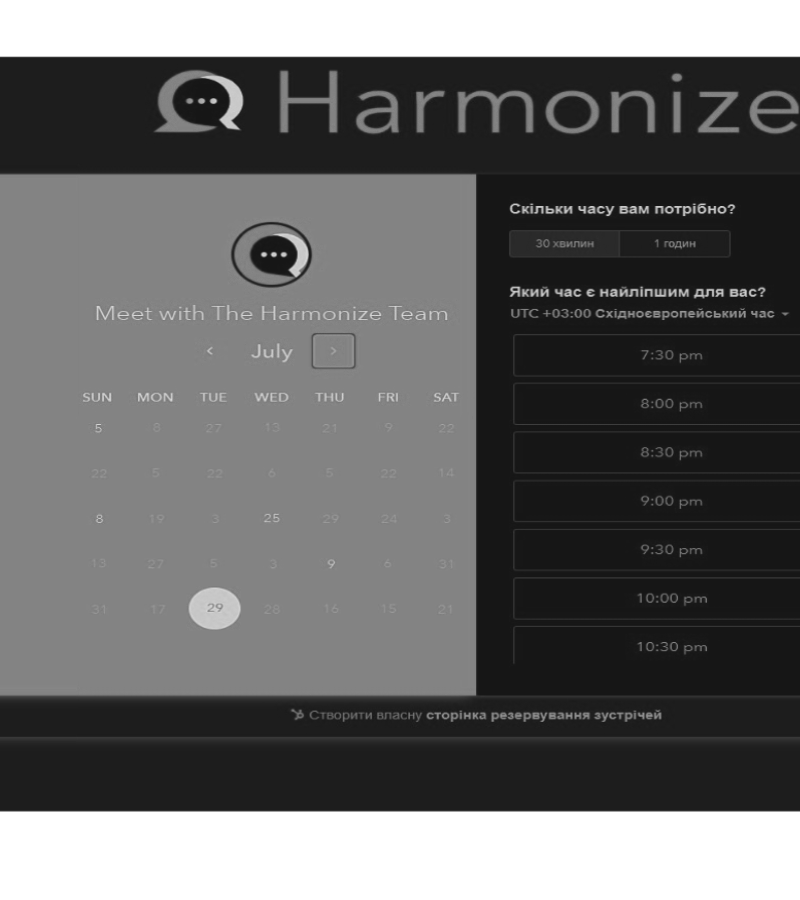 Harmonize
Meet with The Harmonize Team
July
SUN MON TUE WED THU FRI SAT
5 8 27 13 21 9 22
22 5 22 6 5 22 14
8 19 3 25 29 24 3
13 27 5 3 9 6 31
31 17 29 28 16 15 21
Скільки часу вам потрібно?
30 хвилин 1 годин
Який час є найліпшим для вас?
UTC +03:00 Східноєвропейський час
7:30 pm
8:00 pm
8:30 pm
9:00 pm
9:30 pm
10:00 pm
10:30 pm
Створити власну сторінка резервування зустрічей